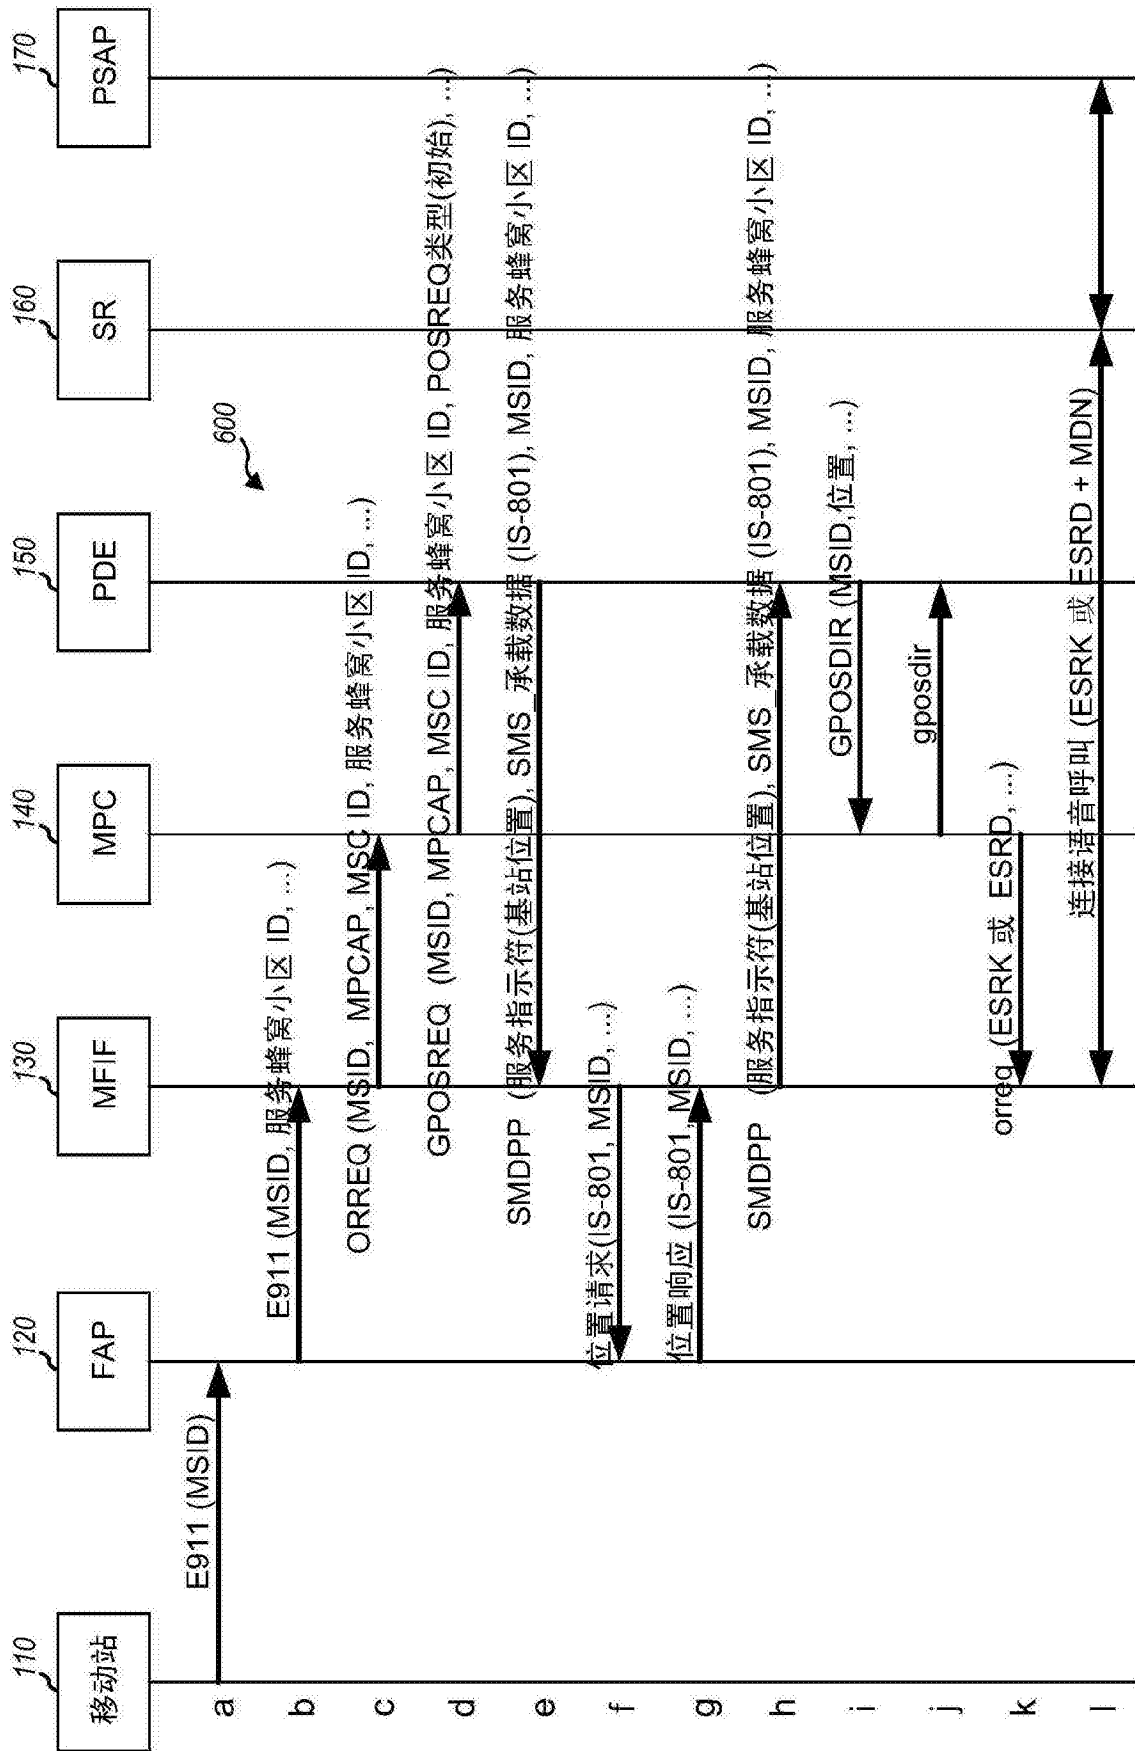 110
120
130
140
150
160
170
移动站
FAP
MFIF
MPC
PDE
SR
PSAP
600
a
E911 (MSID)
b
E911 (MSID, 服务蜂窝小区 ID, ...)
c
ORREQ (MSID, MPCAP, MSC ID, 服务蜂窝小区 ID, ...)
d
GPOSREQ (MSID, MPCAP, MSC ID, 服务蜂窝小区 ID, POSREQ类型(初始), ...)
e
SMDPP (服务指示符(基站位置), SMS_承载数据 (IS-801), MSID, 服务蜂窝小区 ID, ...)
f
位置请求(IS-801, MSID, ...)
g
位置响应 (IS-801, MSID, ...)
h
SMDPP (服务指示符(基站位置), SMS_承载数据 (IS-801), MSID, 服务蜂窝小区 ID, ...)
i
GPOSDIR (MSID,位置, ...)
j
gposdir
k
orreq (ESRK 或 ESRD, ...)
l
连接语音呼叫 (ESRK 或 ESRD + MDN)